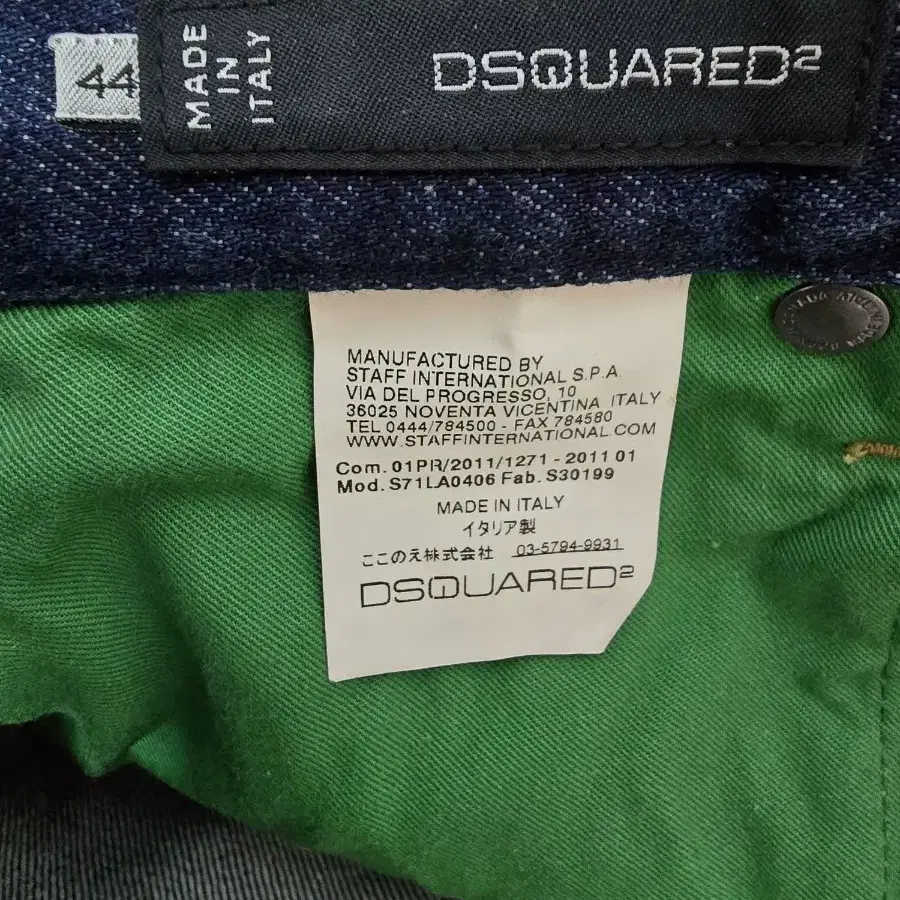 44
MADE
IN
ITALY
DSQUARED²
MANUFACTURED BY
STAFF INTERNATIONAL S.P.A.
VIA DEL PROGRESSO, 10
36025 NOVENTA VICENTINA ITALY
TEL 0444/784500 - FAX 784580
WWW.STAFFINTERNATIONAL.COM
Com. 01PR/2011/1271 - 2011 01
Mod. S71LA0406 Fab. S30199
MADE IN ITALY
イタリア製
ここのえ株式会社 03-5794-9931
DSQUARED²